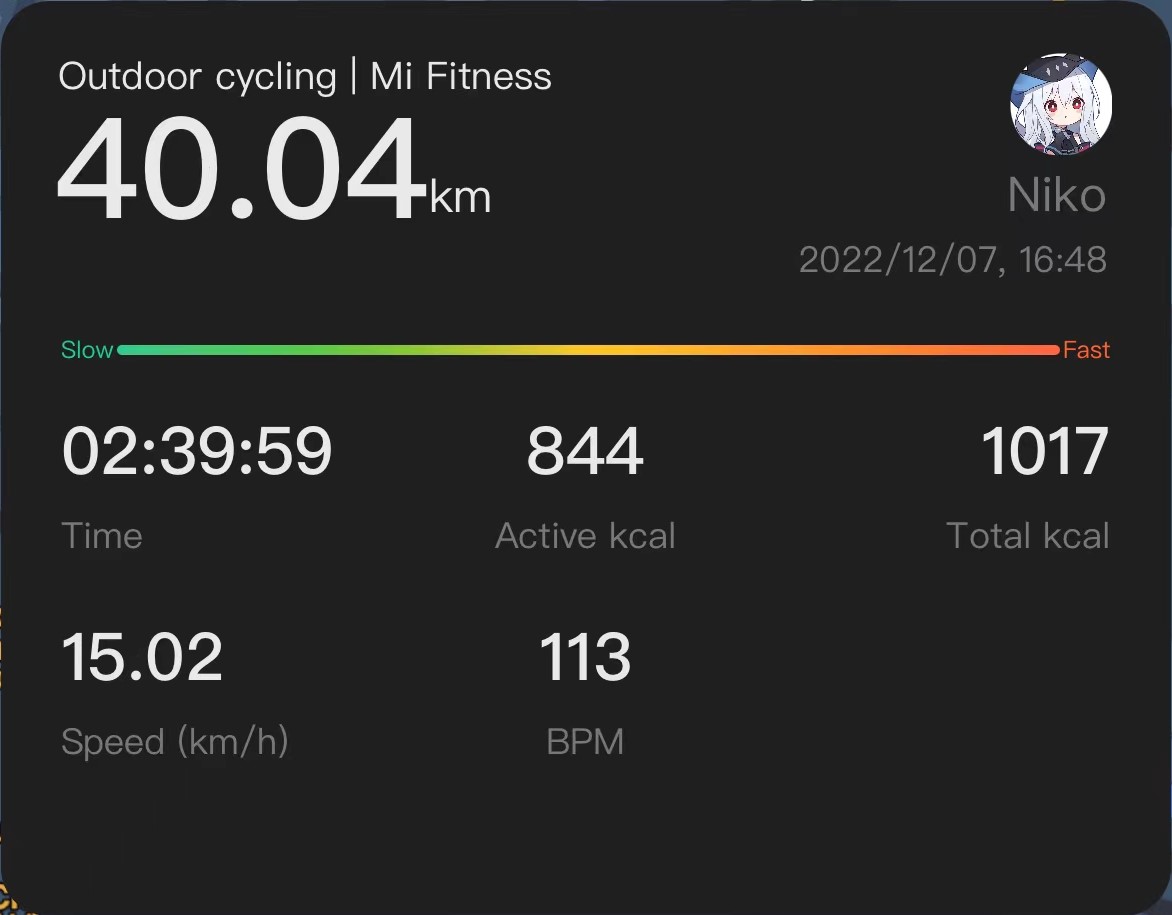 Outdoor cycling | Mi Fitness
40.04km
Niko
2022/12/07, 16:48
Slow Fast
02:39:59 844 1017
Time Active kcal Total kcal
15.02 113
Speed (km/h) BPM